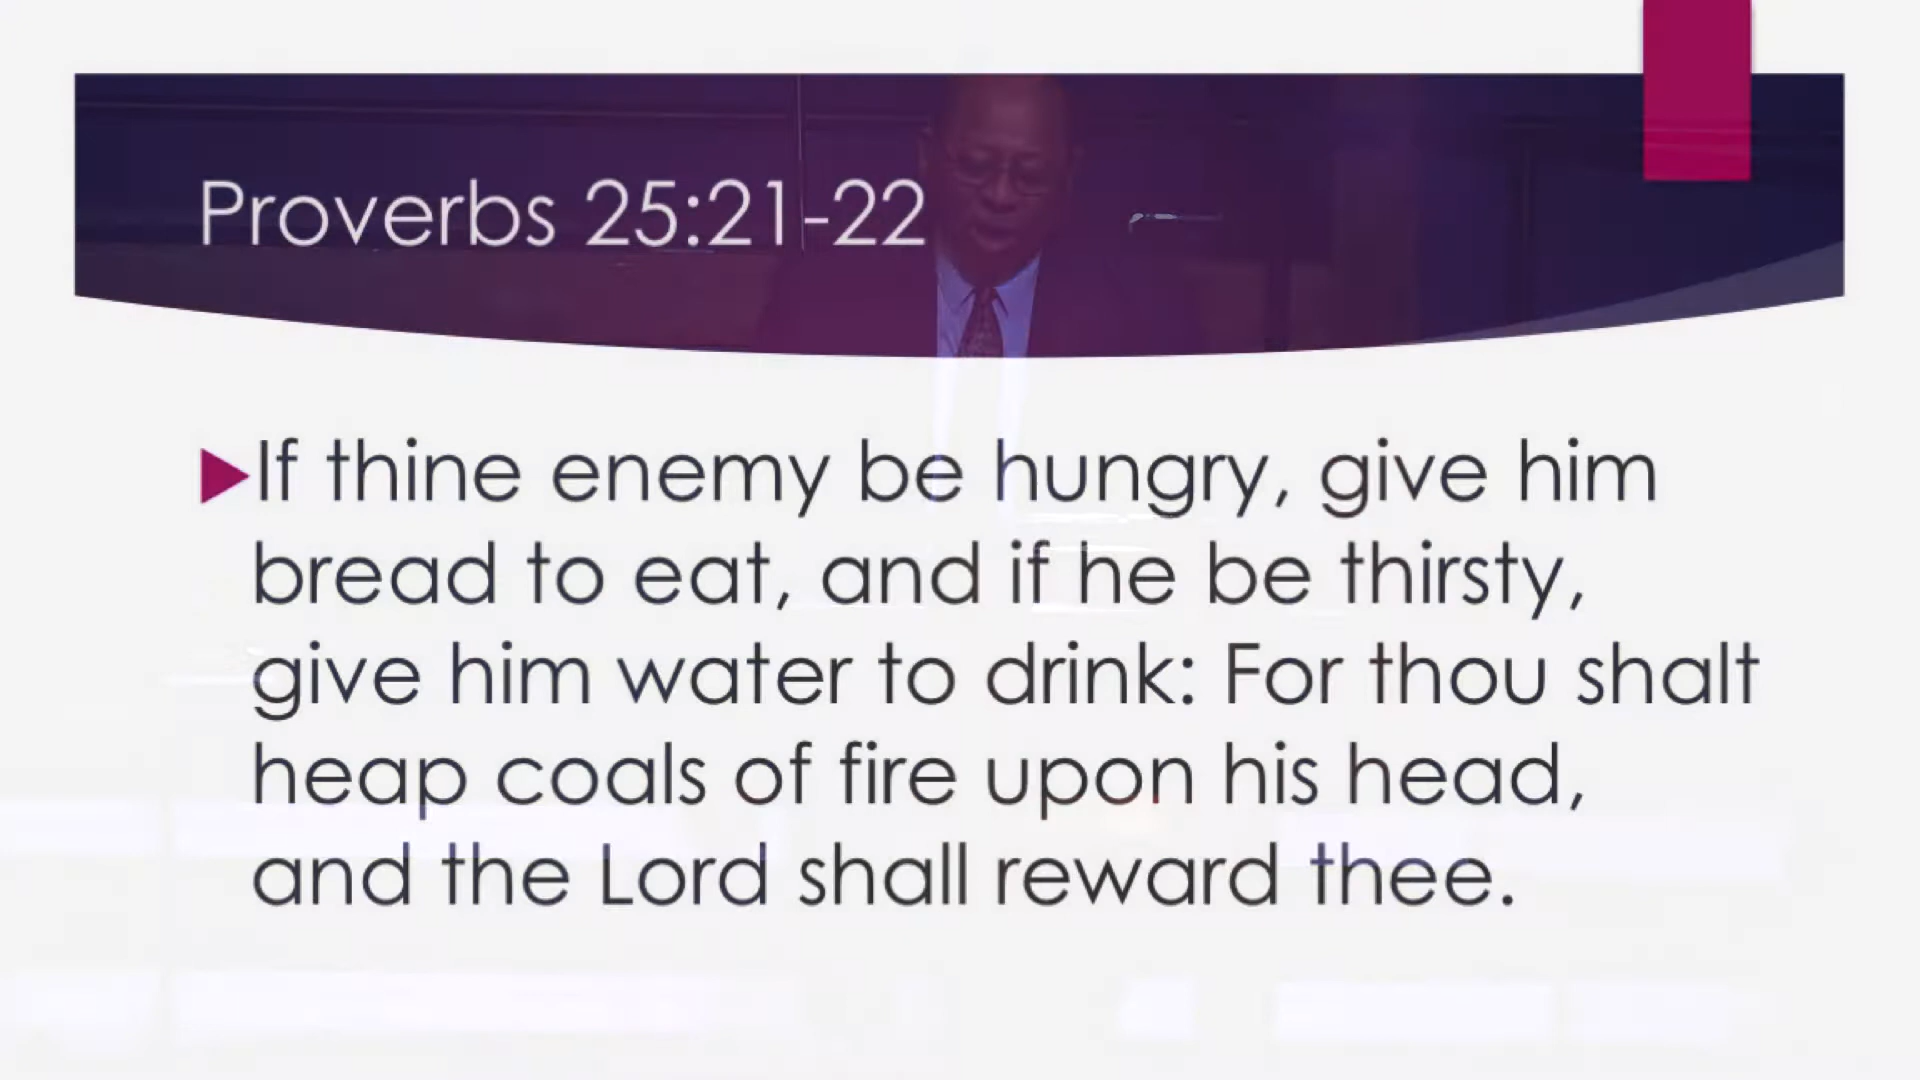 Proverbs 25:21-22
If thine enemy be hungry, give him
bread to eat, and if he be thirsty,
give him water to drink: For thou shalt
heap coals of fire upon his head,
and the Lord shall reward thee.